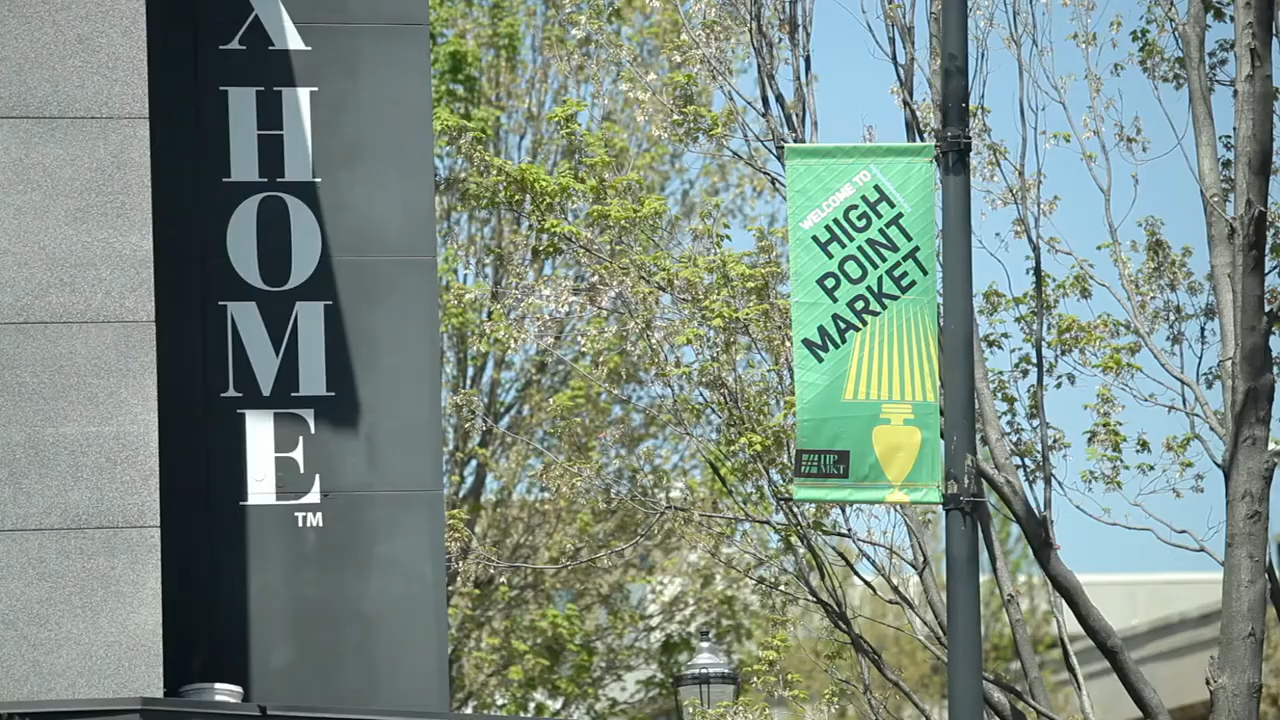 X
HOME
TM
WELCOME TO
HIGH
POINT
MARKET
HP
MKT